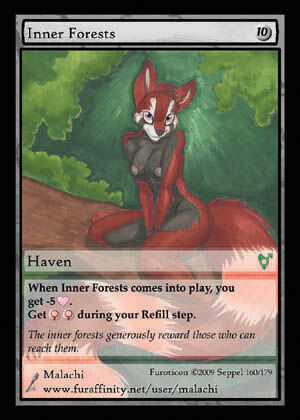 Inner Forests 10
Haven
When Inner Forests comes into play, you
get -5.
Get during your Refill step.
The inner forests generously reward those who can
reach them.
Malachi Furoticon ©2009 Seppel 160/179
www.furaffinity.net/user/malachi